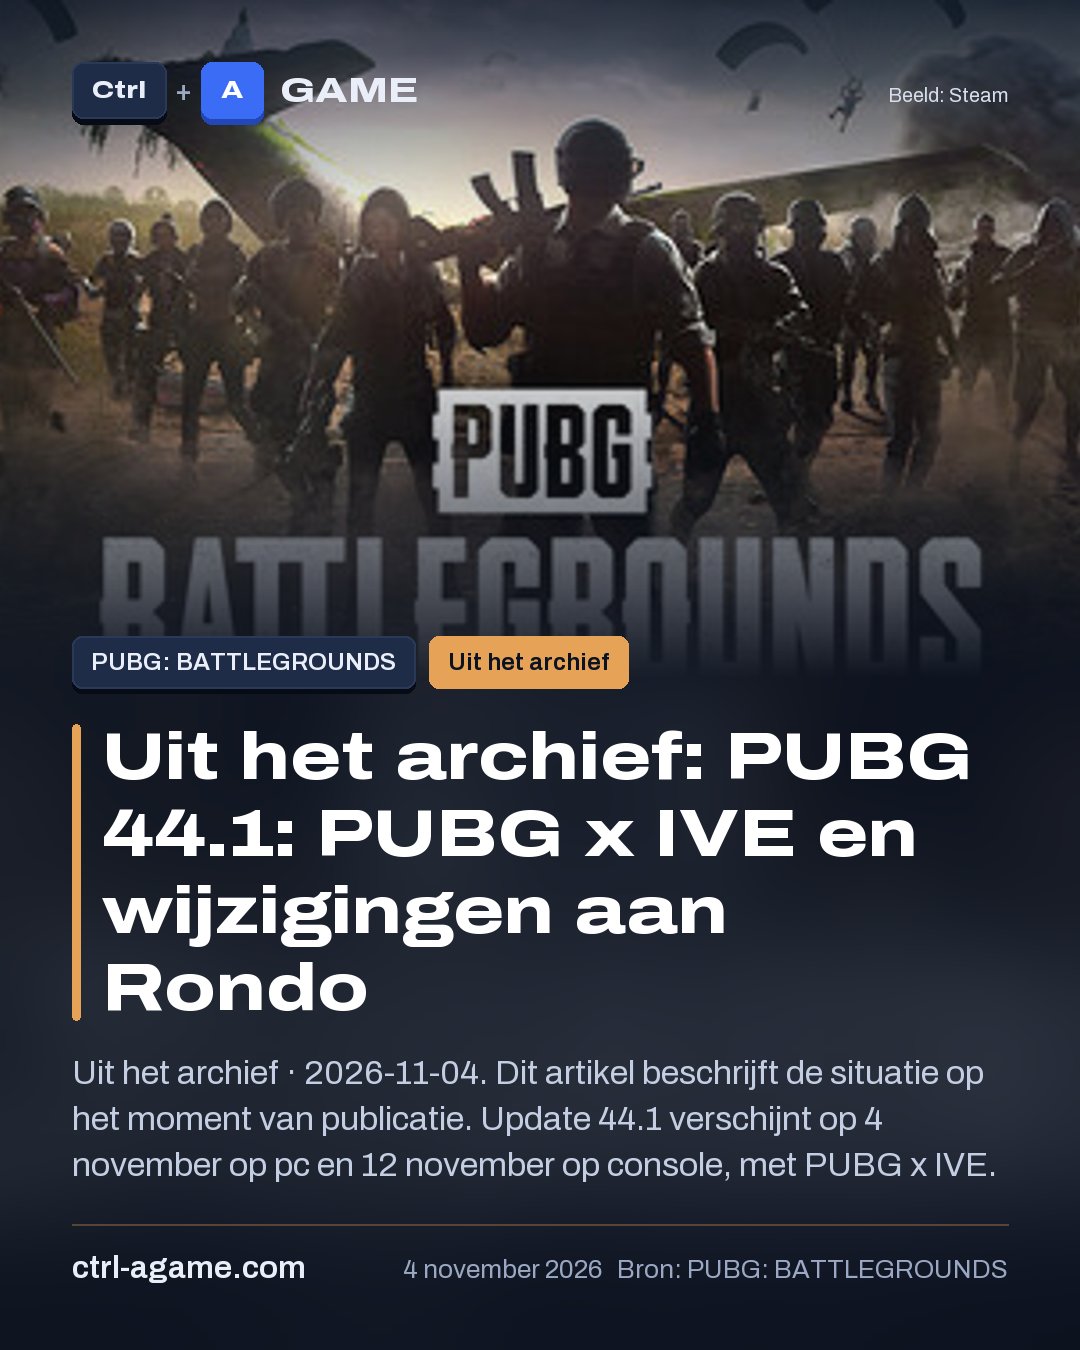 Ctrl + A GAME
Beeld: Steam
PUBG
BATTLEGROUNDS
PUBG: BATTLEGROUNDS
Uit het archief
Uit het archief: PUBG
44.1: PUBG x IVE en
wijzigingen aan
Rondo
Uit het archief · 2026-11-04. Dit artikel beschrijft de situatie op
het moment van publicatie. Update 44.1 verschijnt op 4
november op pc en 12 november op console, met PUBG x IVE.
ctrl-agame.com
4 november 2026 Bron: PUBG: BATTLEGROUNDS